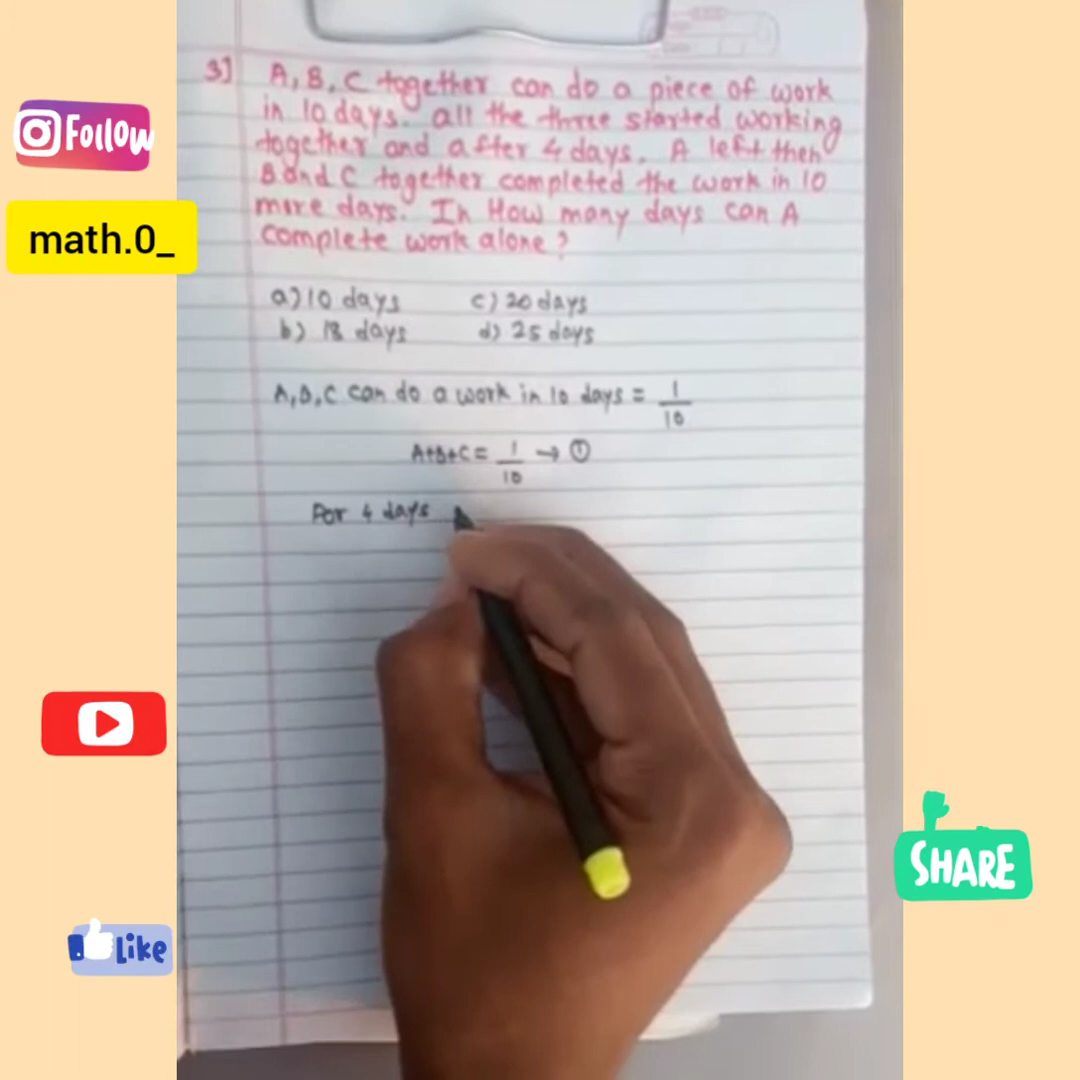 3] A, B, C together can do a piece of work
in 10 days. all the three started working
together and after 4 days. A left then
B and C together completed the work in 10
more days. In How many days can A
complete work alone?
a) 10 days c) 20 days
b) 18 days d) 25 days
A,B,C can do a work in 10 days = 1/10
A+B+C = 1/10 → ①
For 4 days
Follow
math.0_
Like
SHARE